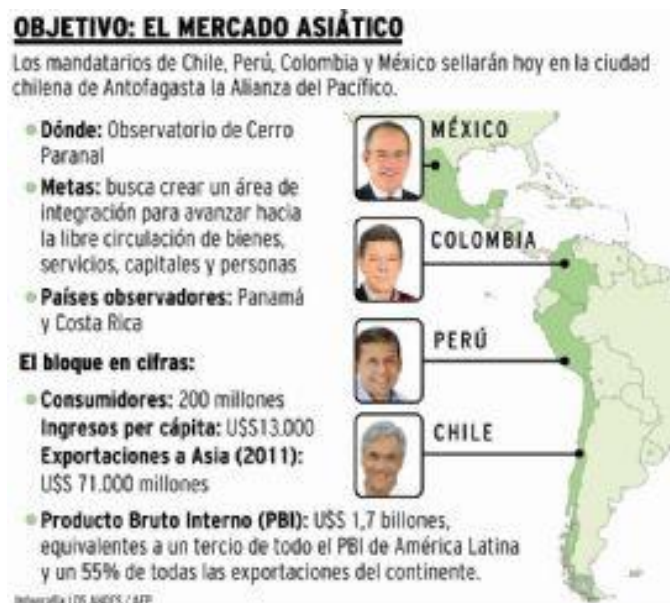 OBJETIVO: EL MERCADO ASIÁTICO
Los mandatarios de Chile, Perú, Colombia y México sellarán hoy en la ciudad
chilena de Antofagasta la Alianza del Pacífico.
Dónde: Observatorio de Cerro
Paranal
Metas: busca crear un área de
integración para avanzar hacia
la libre circulación de bienes,
servicios, capitales y personas
Países observadores: Panamá
y Costa Rica
El bloque en cifras:
Consumidores: 200 millones
Ingresos per cápita: U$S13.000
Exportaciones a Asia (2011):
U$S 71.000 millones
Producto Bruto Interno (PBI): U$S 1,7 billones,
equivalentes a un tercio de todo el PBI de América Latina
y un 55% de todas las exportaciones del continente.
MÉXICO
COLOMBIA
PERÚ
CHILE
LOS ANDES / AFP